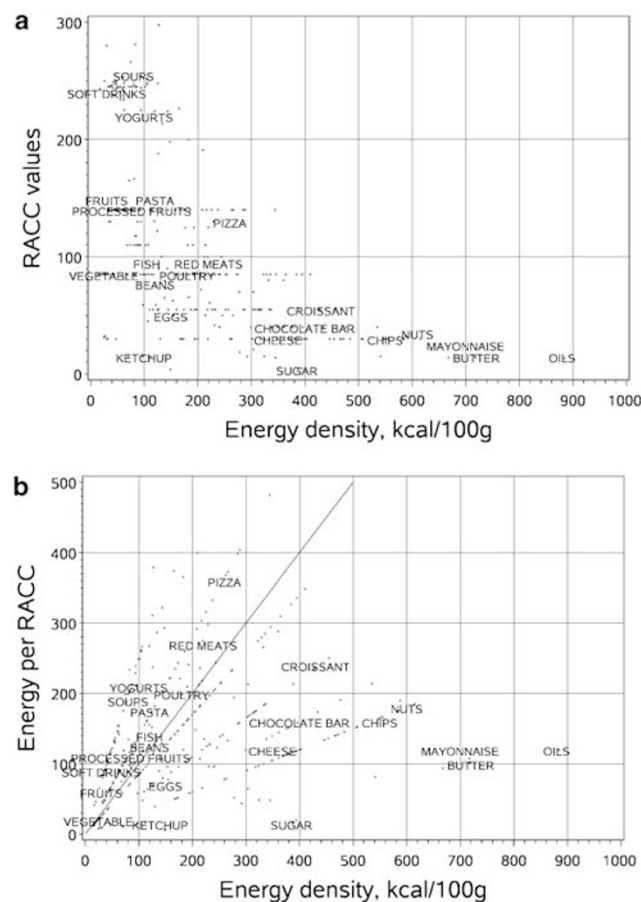 a
300
SOUPS
SOFT DRINKS
YOGURTS
200
FRUITS PASTA
PROCESSED FRUITS
PIZZA
100
FISH RED MEATS
VEGETABLE POULTRY
BEANS
EGGS CROISSANT
CHOCOLATE BAR
CHEESE CHIPS NUTS
MAYONNAISE
KETCHUP BUTTER OILS
SUGAR
0
RACC values
0 100 200 300 400 500 600 700 800 900 1000
Energy density, kcal/100g
b
500
400
PIZZA
300
RED MEATS
CROISSANT
200
YOGURTS POULTRY
SOUPS
PASTA NUTS
CHOCOLATE BAR CHIPS
FISH
BEANS CHEESE MAYONNAISE OILS
PROCESSED FRUITS
100
BUTTER
SOFT DRINKS
EGGS
FRUITS
VEGETABLE KETCHUP SUGAR
0
Energy per RACC
0 100 200 300 400 500 600 700 800 900 1000
Energy density, kcal/100g